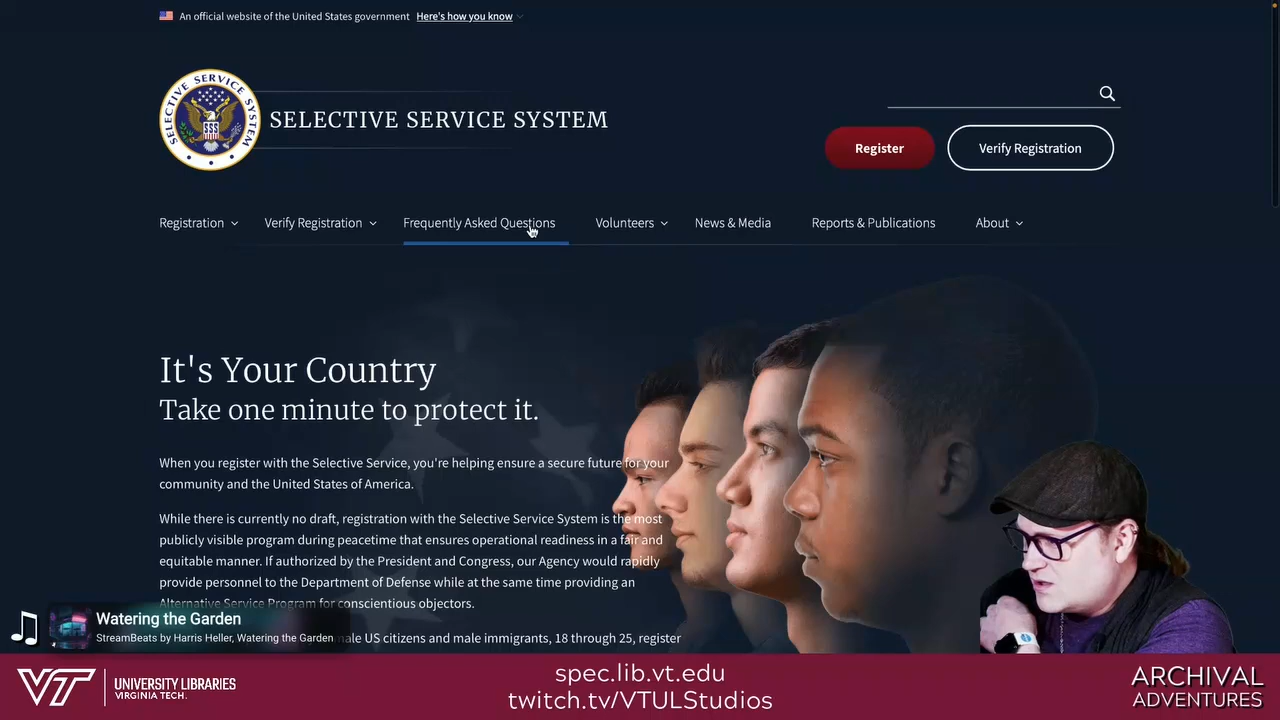 An official website of the United States government Here's how you know
SELECTIVE SERVICE SYSTEM
SSS
SELECTIVE SERVICE SYSTEM
Register
Verify Registration
Registration
Verify Registration
Frequently Asked Questions
Volunteers
News & Media
Reports & Publications
About
It's Your Country
Take one minute to protect it.
When you register with the Selective Service, you're helping ensure a secure future for your
community and the United States of America.
While there is currently no draft, registration with the Selective Service System is the most
publicly visible program during peacetime that ensures operational readiness in a fair and
equitable manner. If authorized by the President and Congress, our Agency would rapidly
provide personnel to the Department of Defense while at the same time providing an
Alternative Service Program for conscientious objectors.
Watering the Garden
StreamBeats by Harris Heller, Watering the Garden
male US citizens and male immigrants, 18 through 25, register
VT
UNIVERSITY LIBRARIES
VIRGINIA TECH.
spec.lib.vt.edu
twitch.tv/VTULStudios
ARCHIVAL
ADVENTURES